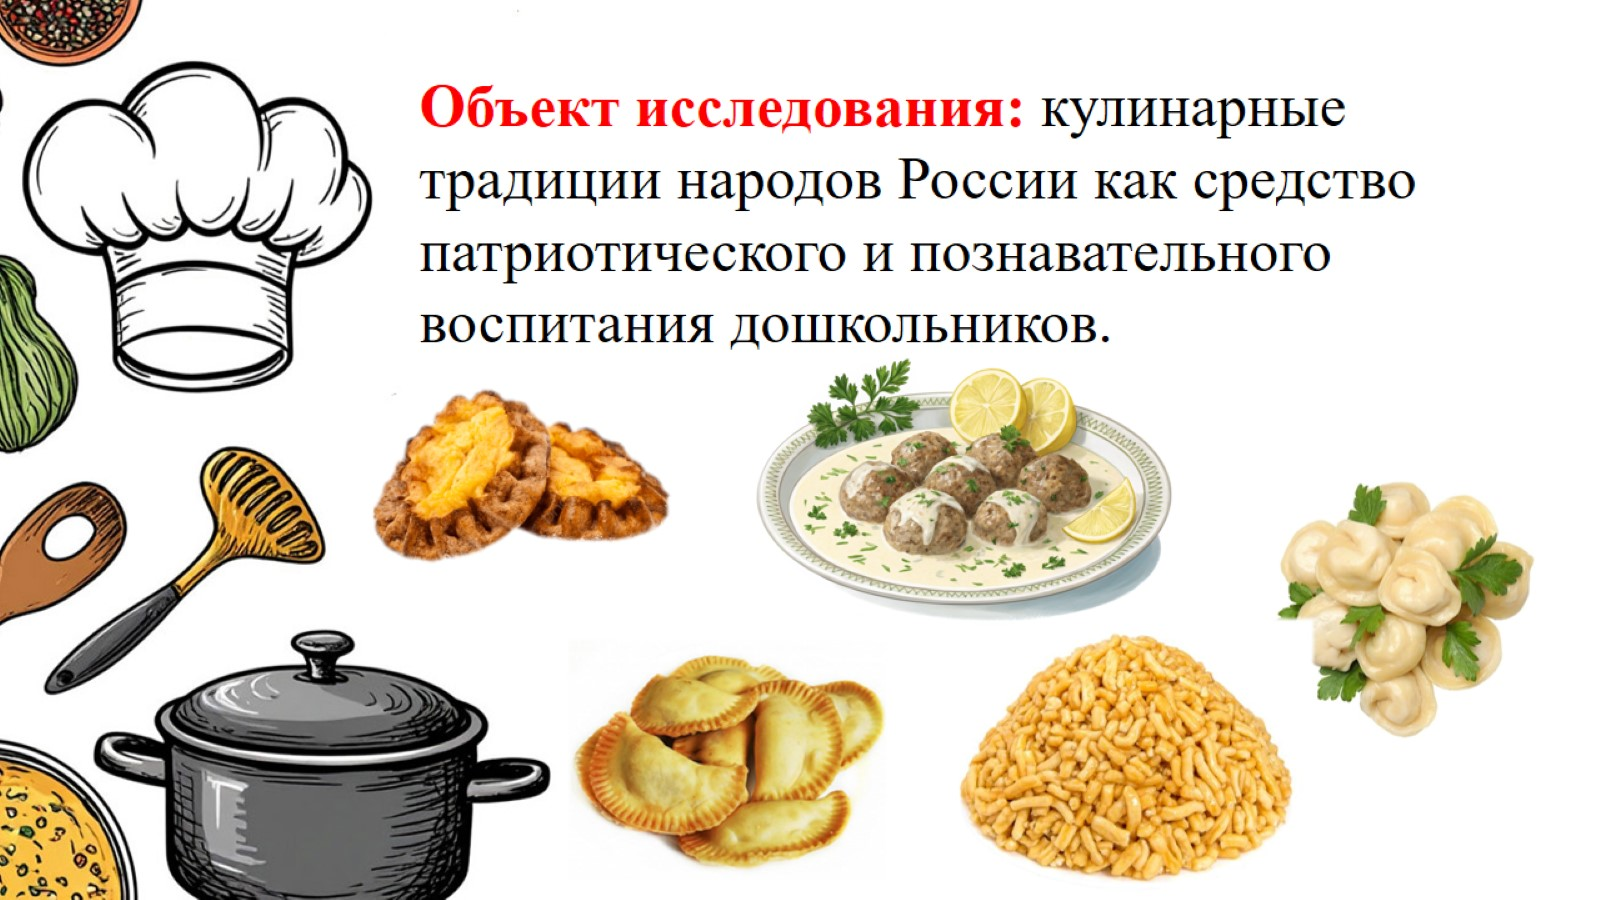 Объект исследования: кулинарные
традиции народов России как средство
патриотического и познавательного
воспитания дошкольников.